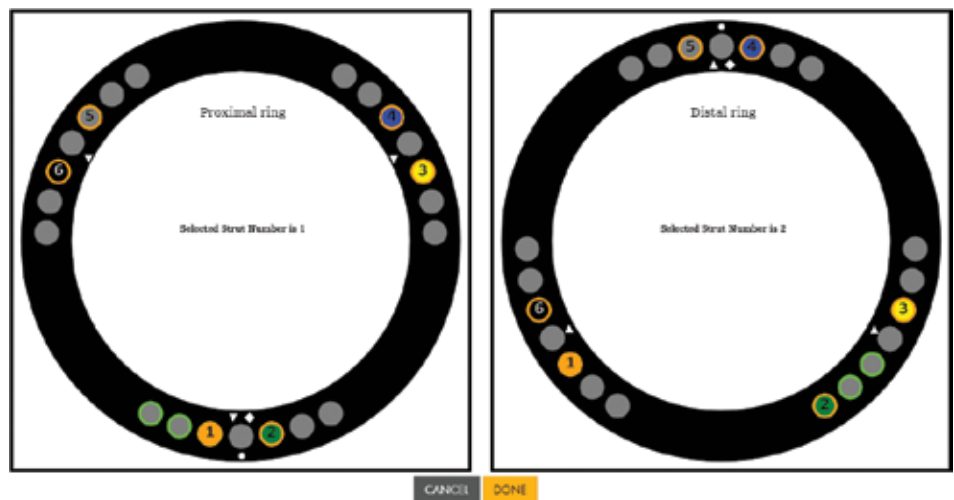 5
4
Proximal ring
6
3
Selected Strut Number is 1
1
2
5
4
Distal ring
Selected Strut Number is 2
6
3
1
2
CANCEL DONE